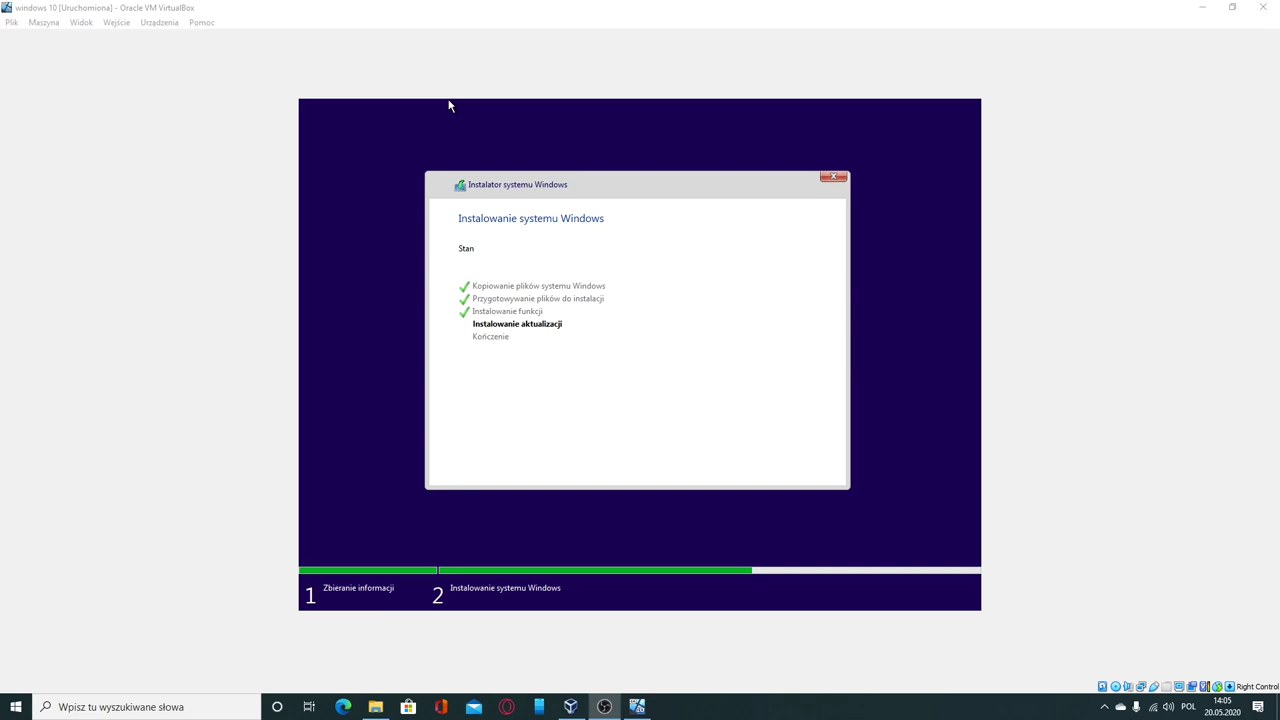 windows 10 [Uruchomiona] - Oracle VM VirtualBox
Plik Maszyna Widok Wejście Urządzenia Pomoc
Instalator systemu Windows
Instalowanie systemu Windows
Stan
Kopiowanie plików systemu Windows
Przygotowywanie plików do instalacji
Instalowanie funkcji
Instalowanie aktualizacji
Kończenie
1 Zbieranie informacji 2 Instalowanie systemu Windows
Right Control
Wpisz tu wyszukiwane słowa
POL
14:05
20.05.2020